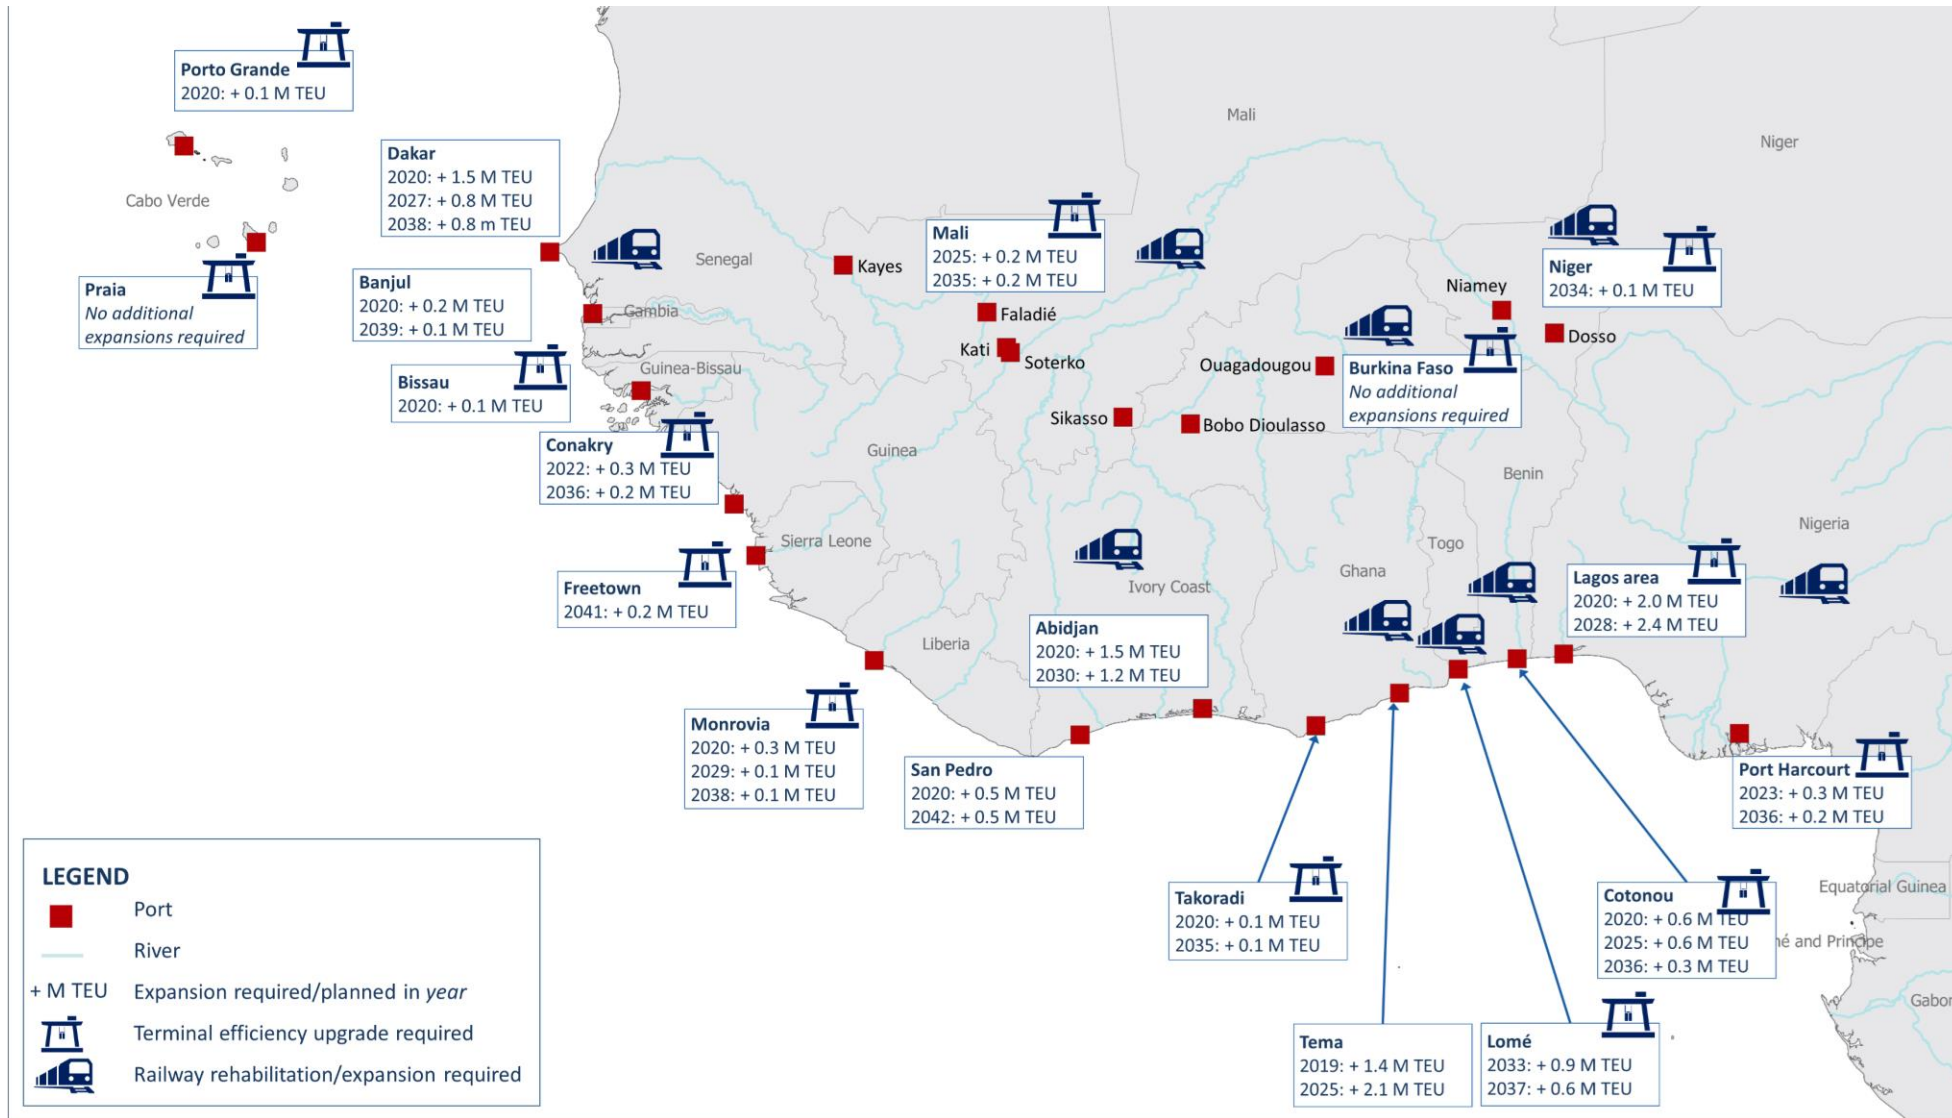 Porto Grande
2020: + 0.1 M TEU
Cabo Verde
Praia
No additional
expansions required
Dakar
2020: + 1.5 M TEU
2027: + 0.8 M TEU
2038: + 0.8 m TEU
Banjul
2020: + 0.2 M TEU
2039: + 0.1 M TEU
Bissau
2020: + 0.1 M TEU
Conakry
2022: + 0.3 M TEU
2036: + 0.2 M TEU
Freetown
2041: + 0.2 M TEU
Monrovia
2020: + 0.3 M TEU
2029: + 0.1 M TEU
2038: + 0.1 M TEU
San Pedro
2020: + 0.5 M TEU
2042: + 0.5 M TEU
Abidjan
2020: + 1.5 M TEU
2030: + 1.2 M TEU
Mali
2025: + 0.2 M TEU
2035: + 0.2 M TEU
Niger
2034: + 0.1 M TEU
Burkina Faso
No additional
expansions required
Lagos area
2020: + 2.0 M TEU
2028: + 2.4 M TEU
Port Harcourt
2023: + 0.3 M TEU
2036: + 0.2 M TEU
Takoradi
2020: + 0.1 M TEU
2035: + 0.1 M TEU
Tema
2019: + 1.4 M TEU
2025: + 2.1 M TEU
Lomé
2033: + 0.9 M TEU
2037: + 0.6 M TEU
Cotonou
2020: + 0.6 M TEU
2025: + 0.6 M TEU
2036: + 0.3 M TEU
Mali
Niger
Senegal
Gambia
Guinea-Bissau
Guinea
Sierra Leone
Liberia
Ivory Coast
Ghana
Togo
Benin
Nigeria
Equatorial Guinea
né and Principe
Gabon
Kayes
Faladié
Kati
Soterko
Sikasso
Bobo Dioulasso
Ouagadougou
Niamey
Dosso
LEGEND
Port
River
+ M TEU Expansion required/planned in year
Terminal efficiency upgrade required
Railway rehabilitation/expansion required